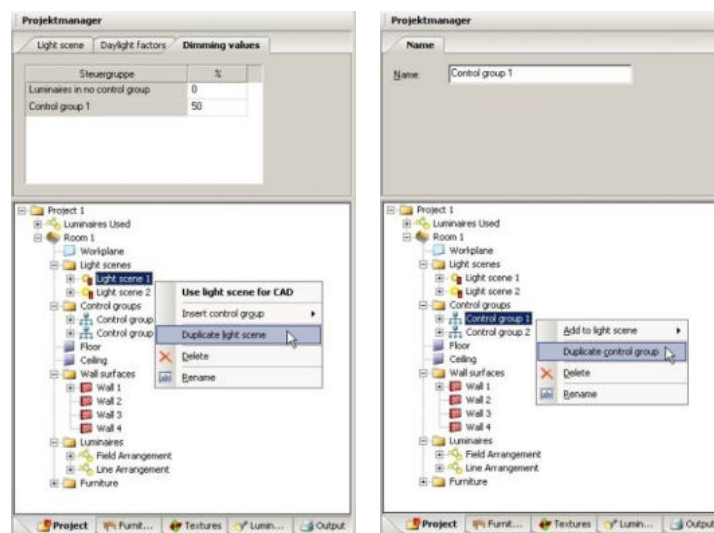 Projektmanager
Light scene Daylight factors Dimming values
Steuergruppe %
Luminaires in no control group 0
Control group 1 50
Project 1
Luminaires Used
Room 1
Workplane
Light scenes
Light scene 1
Light scene 2
Control groups
Control group
Control group
Floor
Ceiling
Wall surfaces
Wall 1
Wall 2
Wall 3
Wall 4
Luminaires
Field Arrangement
Line Arrangement
Furniture
Use light scene for CAD
Insert control group
Duplicate light scene
Delete
Rename
Project Furnit... Textures Lumin... Output
Projektmanager
Name
Name Control group 1
Project 1
Luminaires Used
Room 1
Workplane
Light scenes
Light scene 1
Light scene 2
Control groups
Control group 1
Control group 2
Floor
Ceiling
Wall surfaces
Wall 1
Wall 2
Wall 3
Wall 4
Luminaires
Field Arrangement
Line Arrangement
Furniture
Add to light scene
Duplicate control group
Delete
Rename
Project Furnit... Textures Lumin... Output